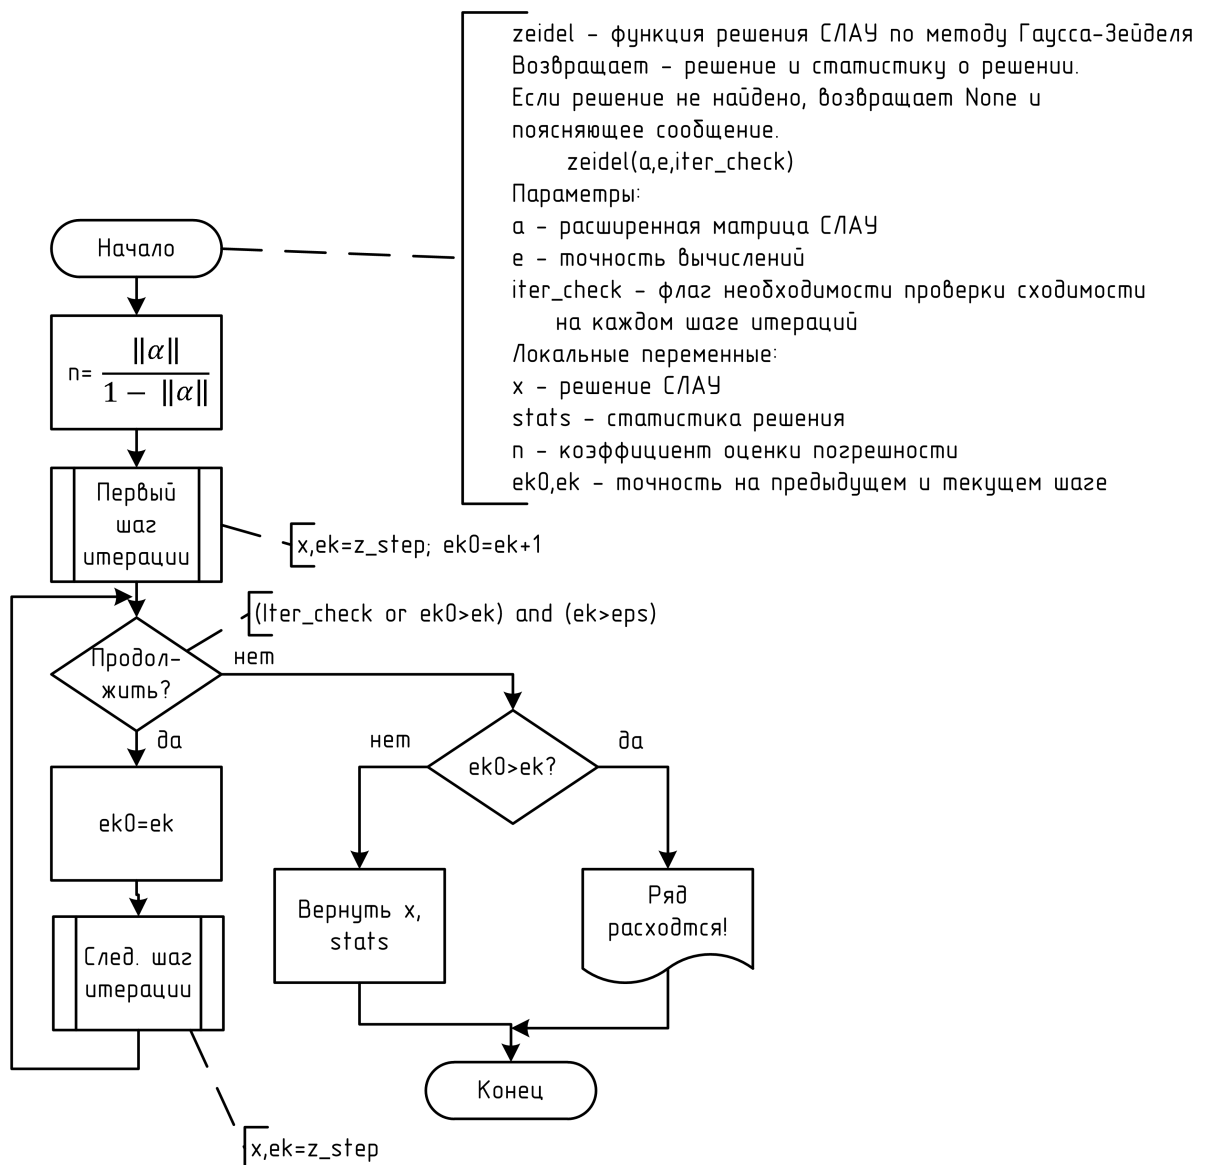 zeidel – функция решения СЛАУ по методу Гаусса-Зейделя
Возвращает – решение и статистику о решении.
Если решение не найдено, возвращает None и
поясняющее сообщение.
zeidel(a,e,iter_check)
Параметры:
a – расширенная матрица СЛАУ
e – точность вычислений
iter_check – флаг необходимости проверки сходимости
на каждом шаге итераций
Локальные переменные:
x – решение СЛАУ
stats – статистика решения
n – коэффициент оценки погрешности
ek0,ek – точность на предыдущем и текущем шаге
Начало
n= ‖α‖
1 − ‖α‖
Первый
шаг
итерации
x,ek=z_step; ek0=ek+1
(Iter_check or ek0>ek) and (ek>eps)
Продол-
жить?
нет
да
ek0>ek?
нет
да
ek0=ek
След. шаг
итерации
x,ek=z_step
Вернуть x,
stats
Ряд
расходтся!
Конец